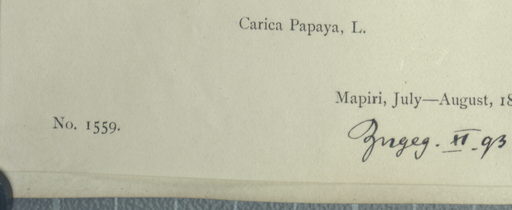 Carica Papaya, L.
Mapiri, July—August, 18
No. 1559.
Zugeg. XI. 93